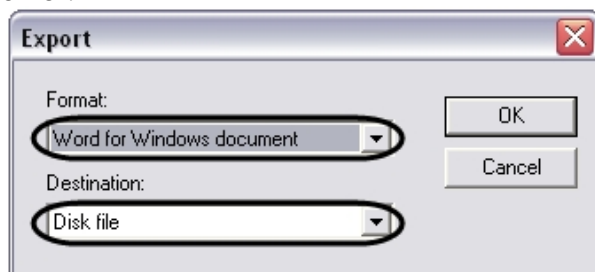 Export
Format:
Word for Windows document
OK
Cancel
Destination:
Disk file